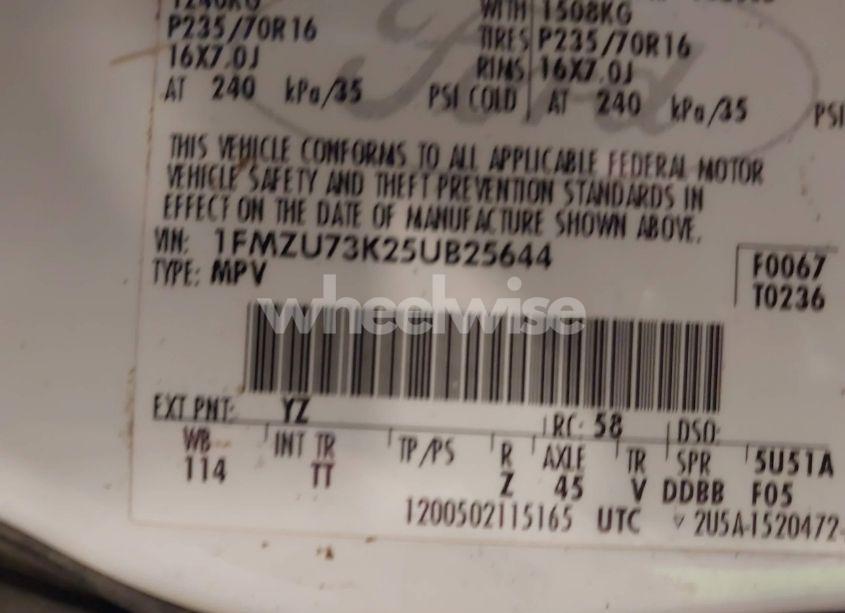 1240KG
WITH 1508KG
P235/70R16
TIRES P235/70R16
16X7.0J
RIMS 16X7.0J
AT 240 kPa/35 PSI COLD AT 240 kPa/35 PSI
Ford
THIS VEHICLE CONFORMS TO ALL APPLICABLE FEDERAL MOTOR
VEHICLE SAFETY AND THEFT PREVENTION STANDARDS IN
EFFECT ON THE DATE OF MANUFACTURE SHOWN ABOVE.
VIN: 1FMZU73K25UB25644
TYPE: MPV
F0067
T0236
wheelwise
EXT PNT: YZ RC: 58 DSO:
WB INT TR TP/PS R AXLE TR SPR 5U51A
114 TT Z 45 V DDBB F05
1200502115165 UTC 2U5A-1520472-